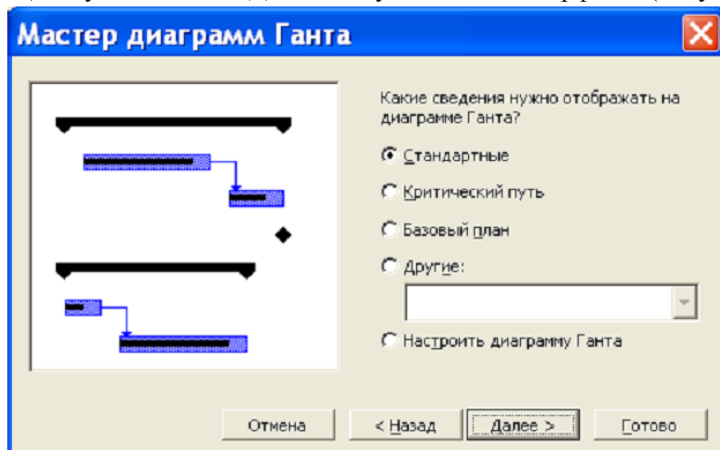 Мастер диаграмм Ганта
Какие сведения нужно отображать на
диаграмме Ганта?
Стандартные
Критический путь
Базовый план
Другие:
Настроить диаграмму Ганта
Отмена
< Назад
Далее >
Готово